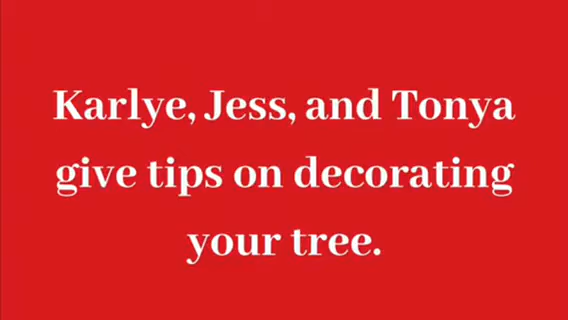 Karlye, Jess, and Tonya
give tips on decorating
your tree.